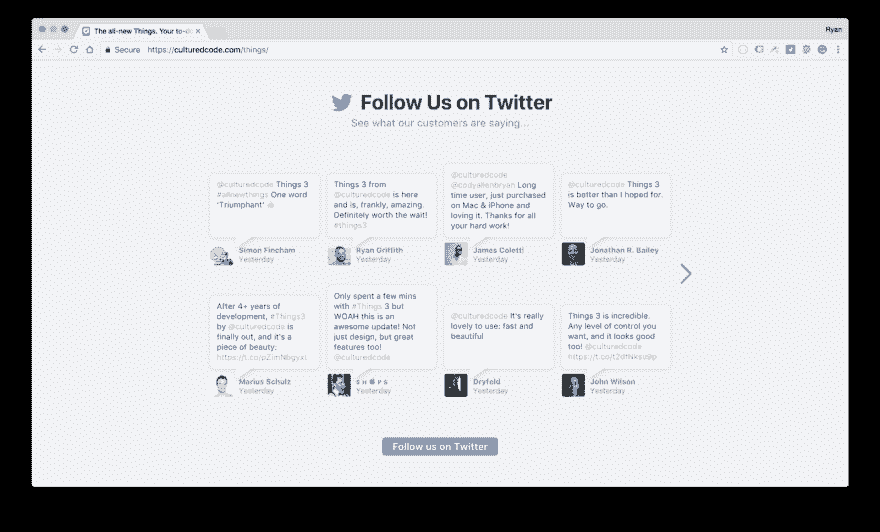 The all-new Things. Your to-do
Ryan
Secure https://culturedcode.com/things/
Follow Us on Twitter
See what our customers are saying...
@culturedcode Things 3
#allnewthings One word
'Triumphant' 👍
Simon Fincham
Yesterday
Things 3 from
@culturedcode is here
and is, frankly, amazing.
Definitely worth the wait!
#things3
Ryan Griffith
Yesterday
@culturedcode
@codyallenbryan Long
time user, just purchased
on Mac & iPhone and
loving it. Thanks for all
your hard work!
James Coletti
Yesterday
@culturedcode Things 3
is better than I hoped for.
Way to go.
Jonathan R. Bailey
Yesterday
After 4+ years of
development, #Things3
by @culturedcode is
finally out, and it's a
piece of beauty:
Marius Schulz
Yesterday
Only spent a few mins
with #Things 3 but
WOAH this is an
awesome update! Not
just design, but great
features too!
@culturedcode
Yesterday
@culturedcode It's really
lovely to use: fast and
beautiful
Dryfold
Yesterday
Things 3 is incredible.
Any level of control you
want, and it looks good
too! @culturedcode
John Wilson
Yesterday
Follow us on Twitter